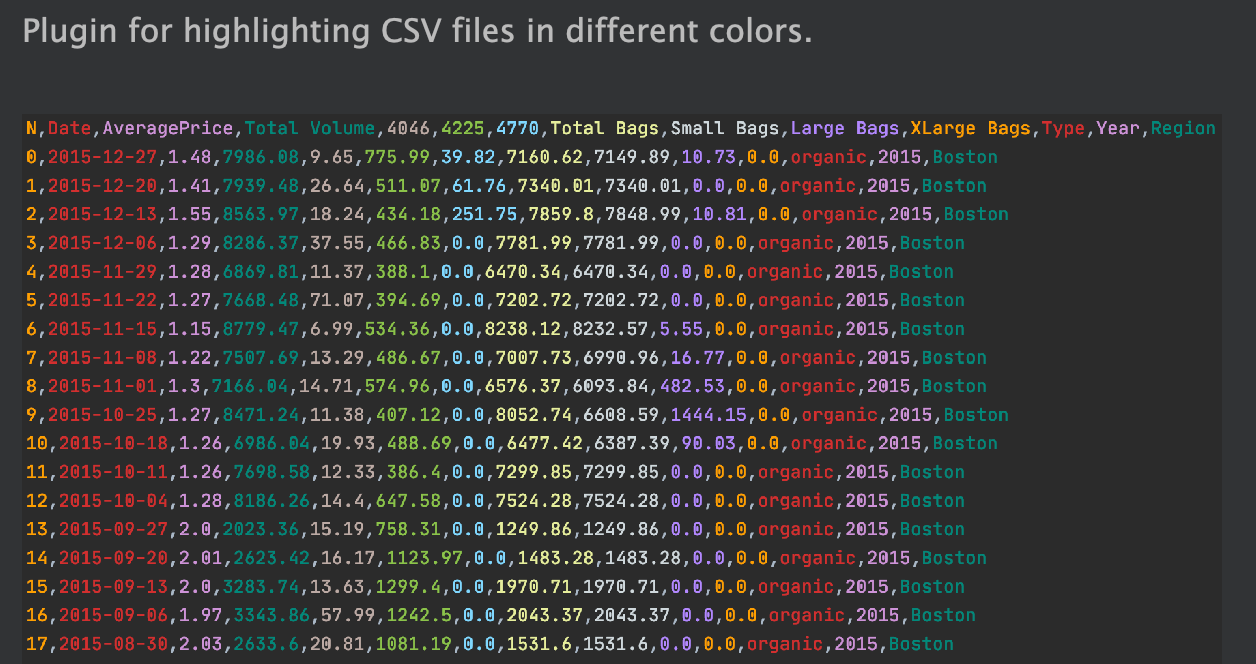 Plugin for highlighting CSV files in different colors.
N,Date,AveragePrice,Total Volume,4046,4225,4770,Total Bags,Small Bags,Large Bags,XLarge Bags,Type,Year,Region
0,2015-12-27,1.48,7986.08,9.65,775.99,39.82,7160.62,7149.89,10.73,0.0,organic,2015,Boston
1,2015-12-20,1.41,7939.48,26.64,511.07,61.76,7340.01,7340.01,0.0,0.0,organic,2015,Boston
2,2015-12-13,1.55,8563.97,18.24,434.18,251.75,7859.8,7848.99,10.81,0.0,organic,2015,Boston
3,2015-12-06,1.29,8286.37,37.55,466.83,0.0,7781.99,7781.99,0.0,0.0,organic,2015,Boston
4,2015-11-29,1.28,6869.81,11.37,388.1,0.0,6470.34,6470.34,0.0,0.0,organic,2015,Boston
5,2015-11-22,1.27,7668.48,71.07,394.69,0.0,7202.72,7202.72,0.0,0.0,organic,2015,Boston
6,2015-11-15,1.15,8779.47,6.99,534.36,0.0,8238.12,8232.57,5.55,0.0,organic,2015,Boston
7,2015-11-08,1.22,7507.69,13.29,486.67,0.0,7007.73,6990.96,16.77,0.0,organic,2015,Boston
8,2015-11-01,1.3,7166.04,14.71,574.96,0.0,6576.37,6093.84,482.53,0.0,organic,2015,Boston
9,2015-10-25,1.27,8471.24,11.38,407.12,0.0,8052.74,6608.59,1444.15,0.0,organic,2015,Boston
10,2015-10-18,1.26,6986.04,19.93,488.69,0.0,6477.42,6387.39,90.03,0.0,organic,2015,Boston
11,2015-10-11,1.26,7698.58,12.33,386.4,0.0,7299.85,7299.85,0.0,0.0,organic,2015,Boston
12,2015-10-04,1.28,8186.26,14.4,647.58,0.0,7524.28,7524.28,0.0,0.0,organic,2015,Boston
13,2015-09-27,2.0,2023.36,15.19,758.31,0.0,1249.86,1249.86,0.0,0.0,organic,2015,Boston
14,2015-09-20,2.01,2623.42,16.17,1123.97,0.0,1483.28,1483.28,0.0,0.0,organic,2015,Boston
15,2015-09-13,2.0,3283.74,13.63,1299.4,0.0,1970.71,1970.71,0.0,0.0,organic,2015,Boston
16,2015-09-06,1.97,3343.86,57.99,1242.5,0.0,2043.37,2043.37,0.0,0.0,organic,2015,Boston
17,2015-08-30,2.03,2633.6,20.81,1081.19,0.0,1531.6,1531.6,0.0,0.0,organic,2015,Boston